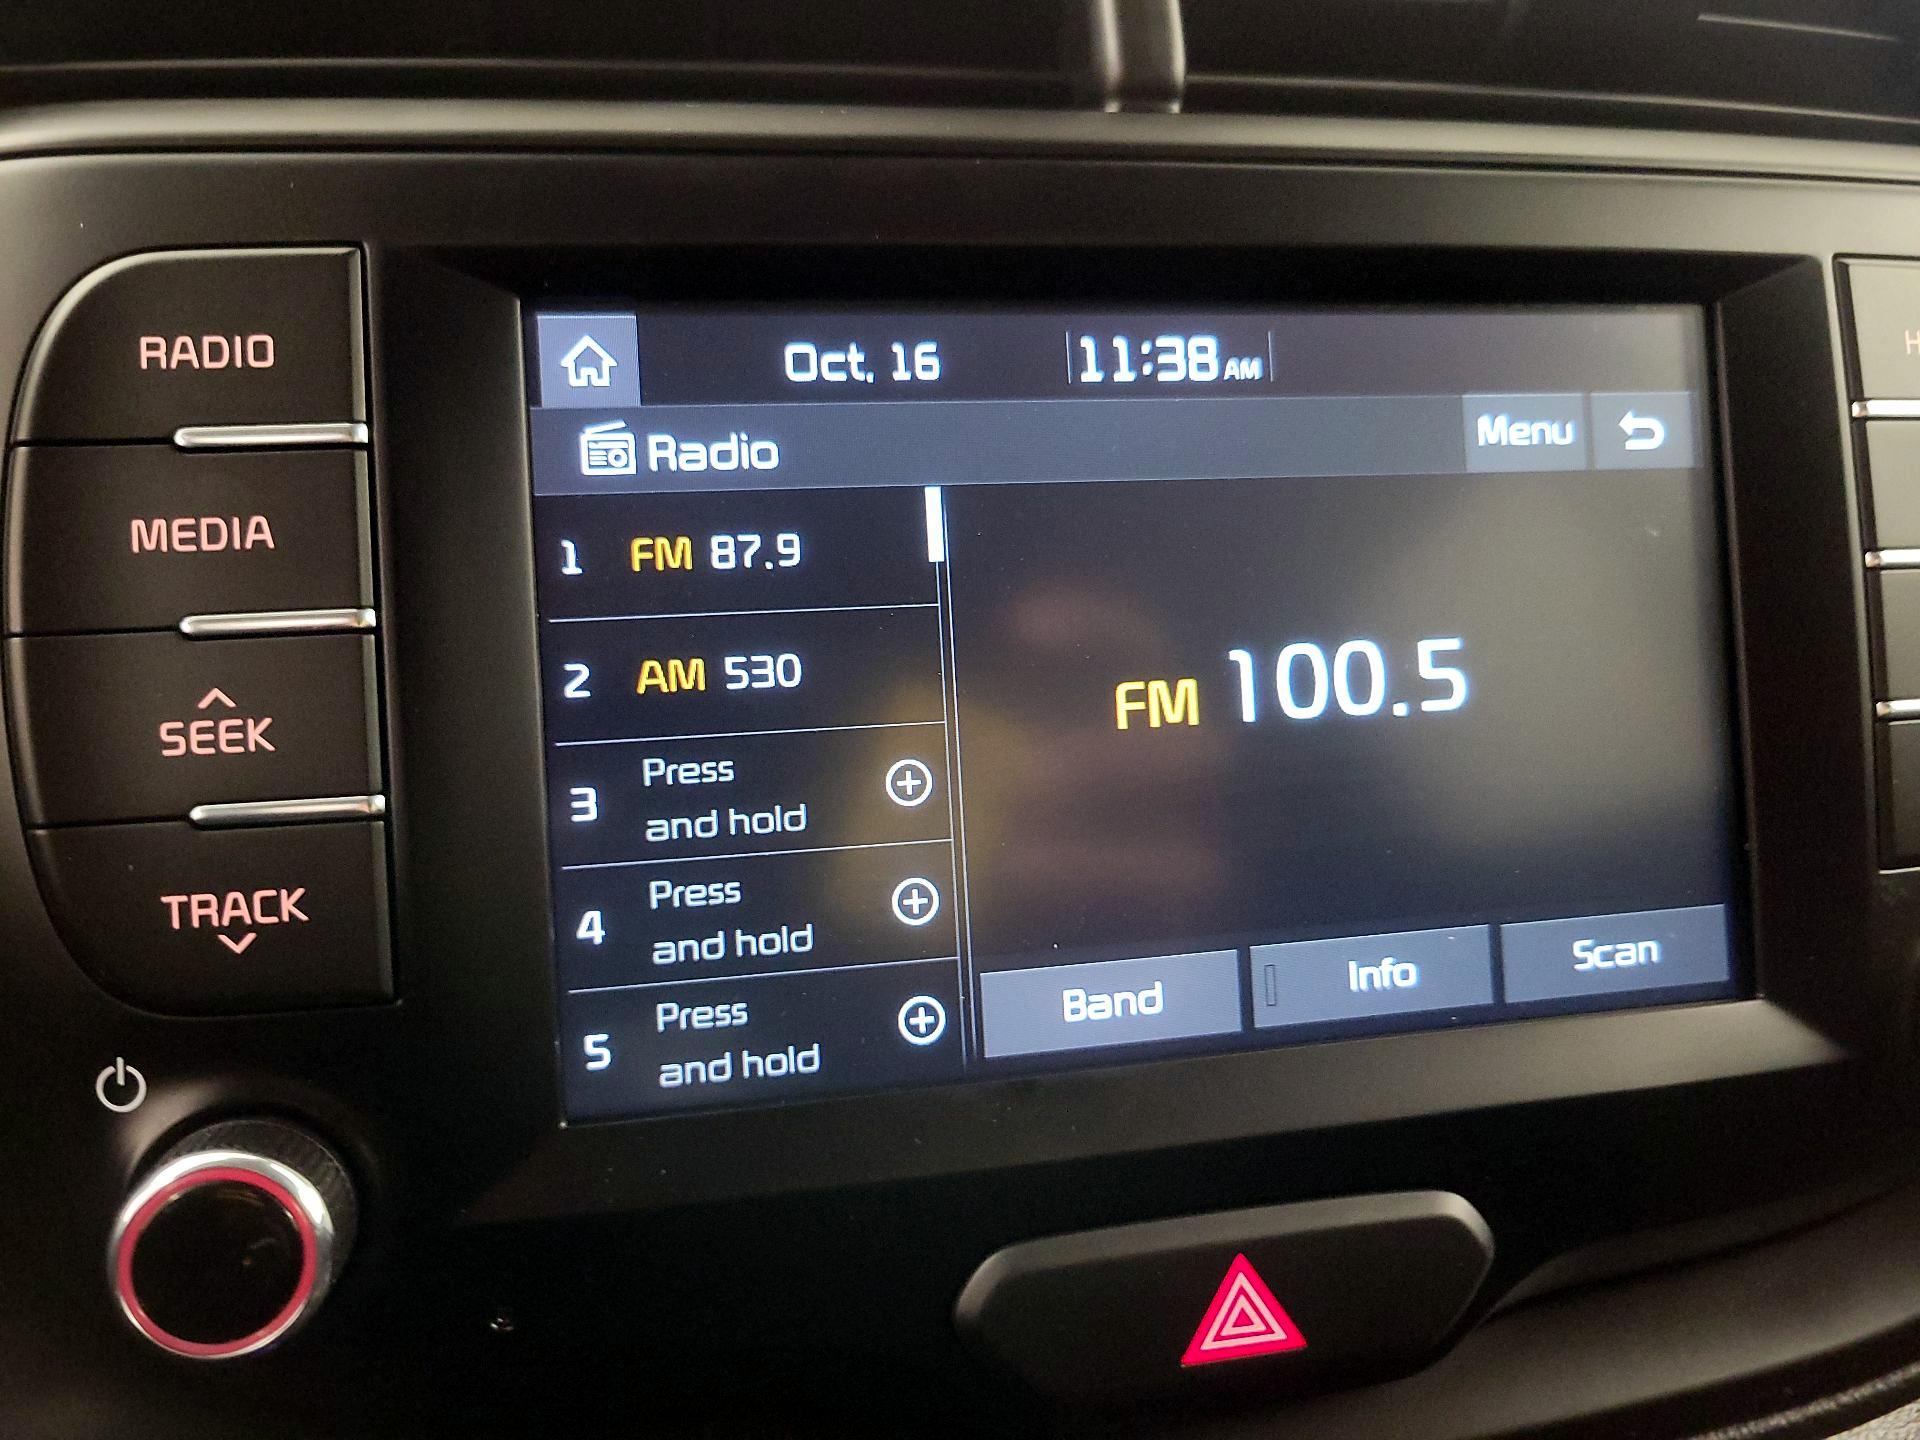 RADIO
MEDIA
SEEK
TRACK
Oct. 16 11:38 AM
Radio
Menu
1 FM 87.9
2 AM 530
3 Press
and hold
4 Press
and hold
5 Press
and hold
FM 100.5
Band
Info
Scan